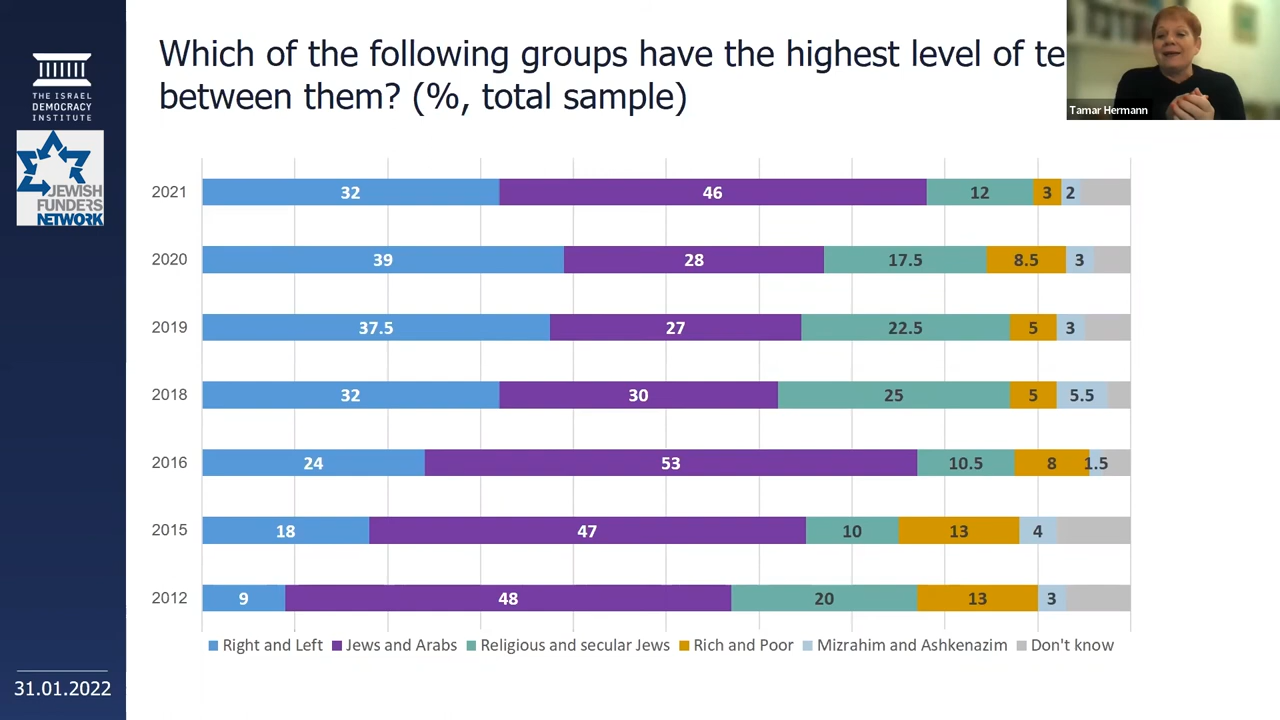 Which of the following groups have the highest level of te
between them? (%, total sample)
Tamar Hermann
THE ISRAEL
DEMOCRACY
INSTITUTE
JEWISH
FUNDERS
NETWORK
2021 32 46 12 3 2
2020 39 28 17.5 8.5 3
2019 37.5 27 22.5 5 3
2018 32 30 25 5 5.5
2016 24 53 10.5 8 1.5
2015 18 47 10 13 4
2012 9 48 20 13 3
Right and Left Jews and Arabs Religious and secular Jews Rich and Poor Mizrahim and Ashkenazim Don't know
31.01.2022